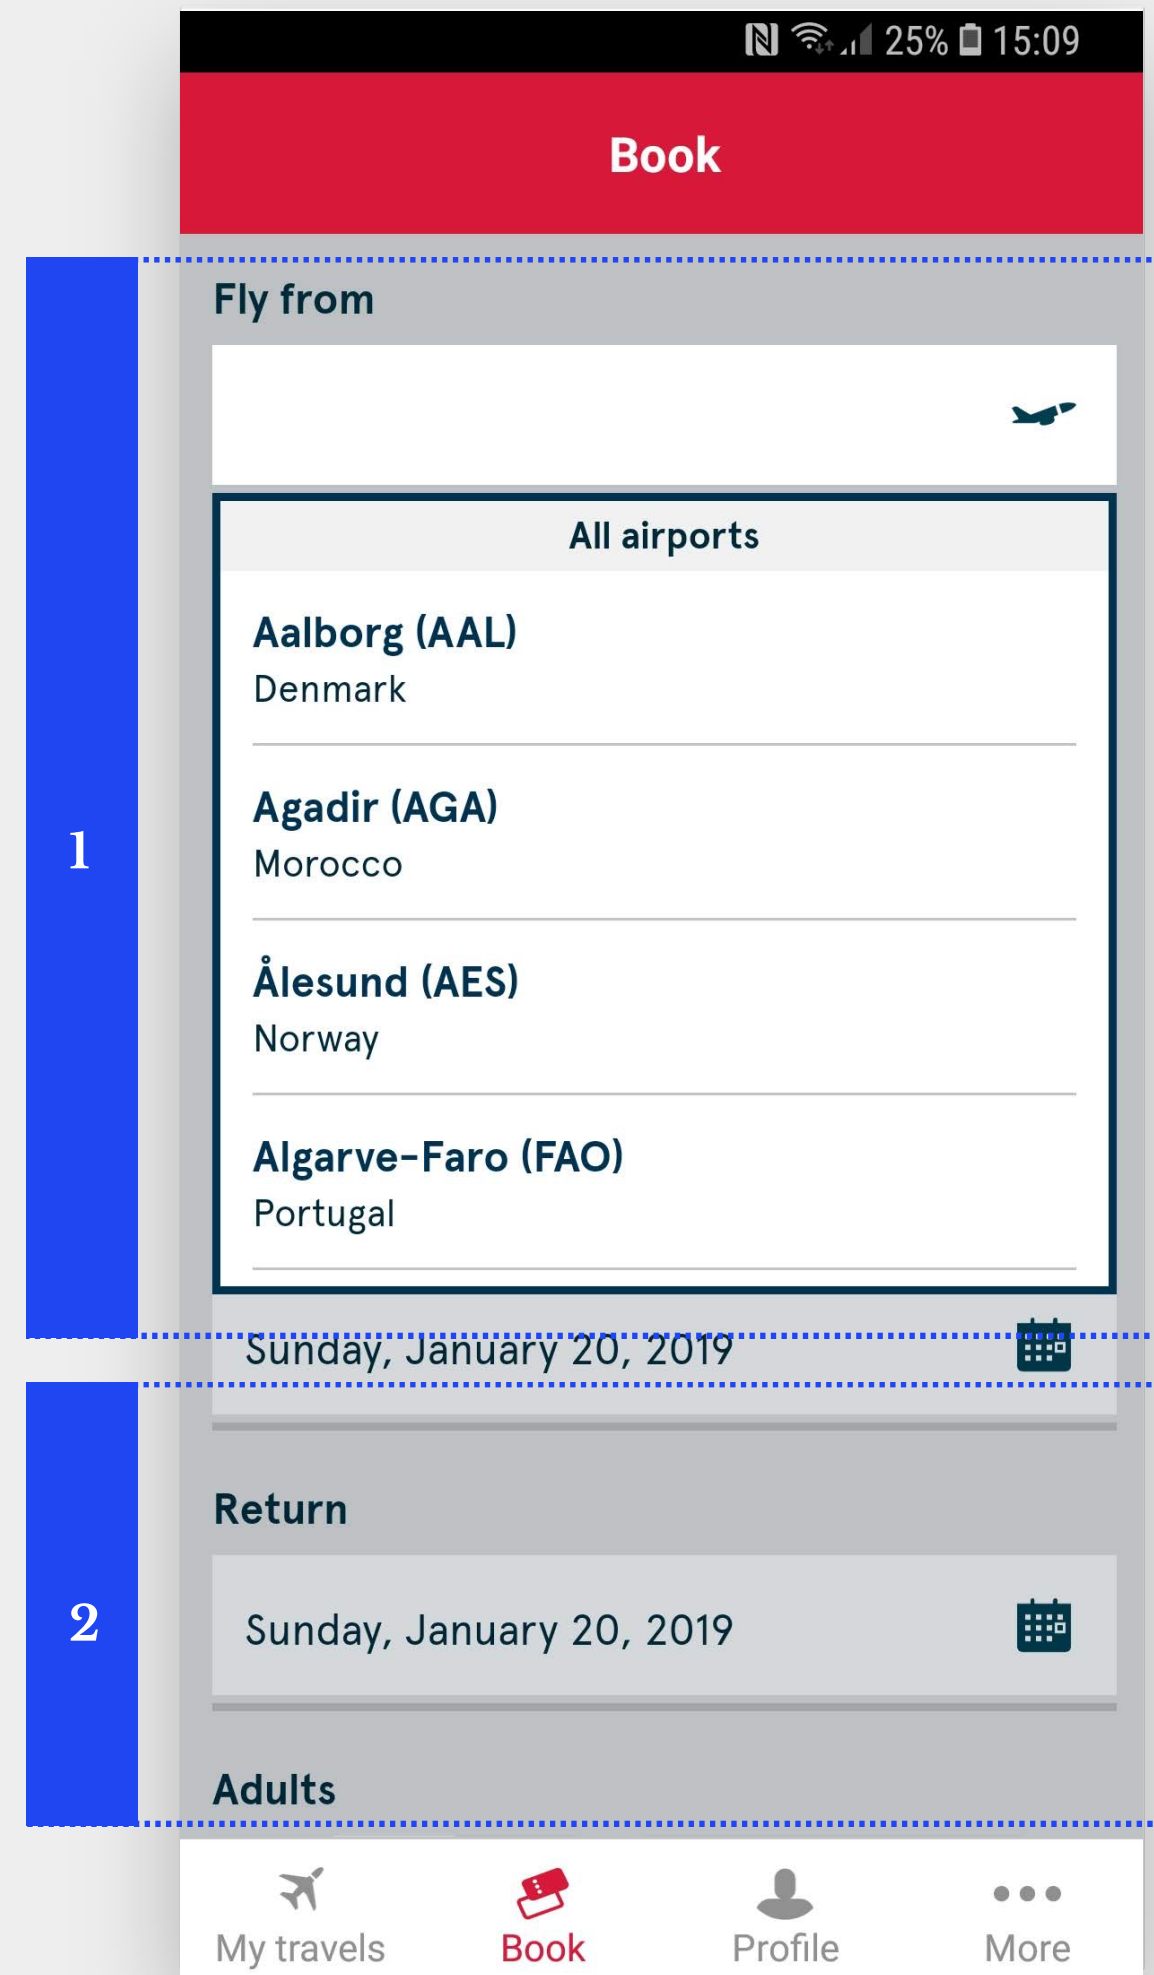 25% 15:09
Book
Fly from
All airports
Aalborg (AAL)
Denmark
Agadir (AGA)
Morocco
1
Ålesund (AES)
Norway
Algarve-Faro (FAO)
Portugal
Sunday, January 20, 2019
Return
2
Sunday, January 20, 2019
Adults
My travels Book Profile More